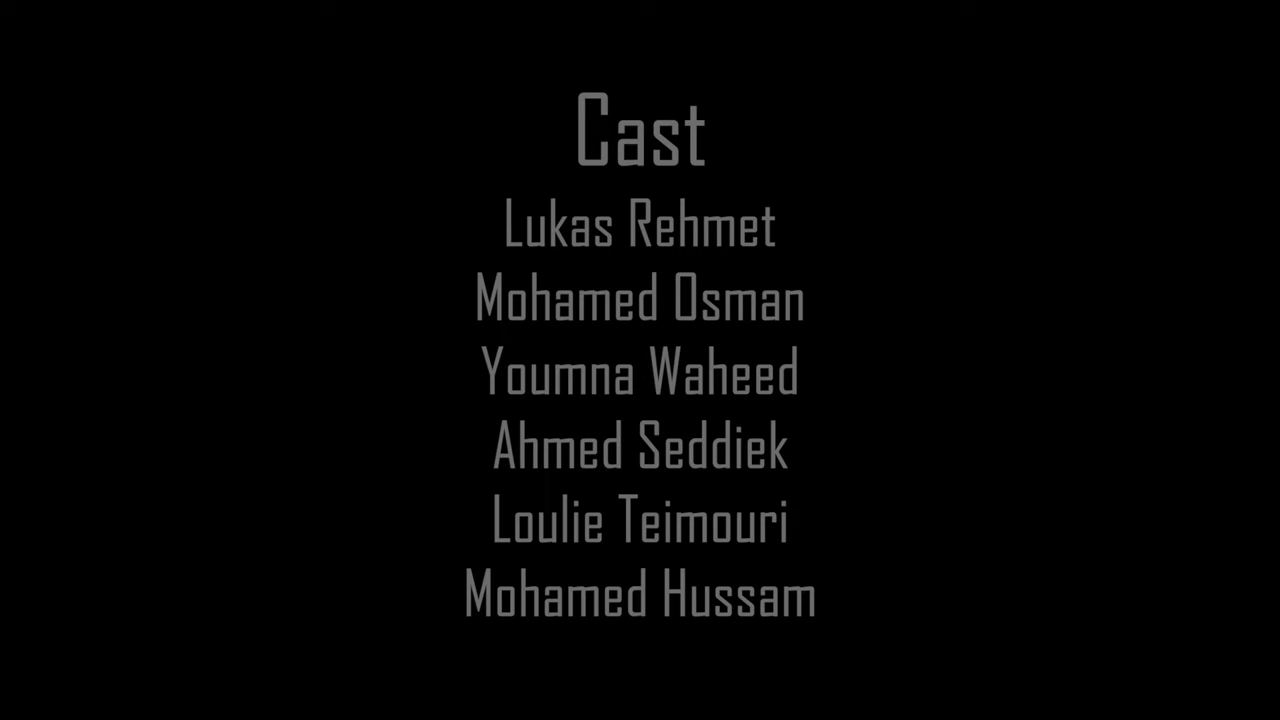 Cast
Lukas Rehmet
Mohamed Osman
Youmna Waheed
Ahmed Seddiek
Loulie Teimouri
Mohamed Hussam